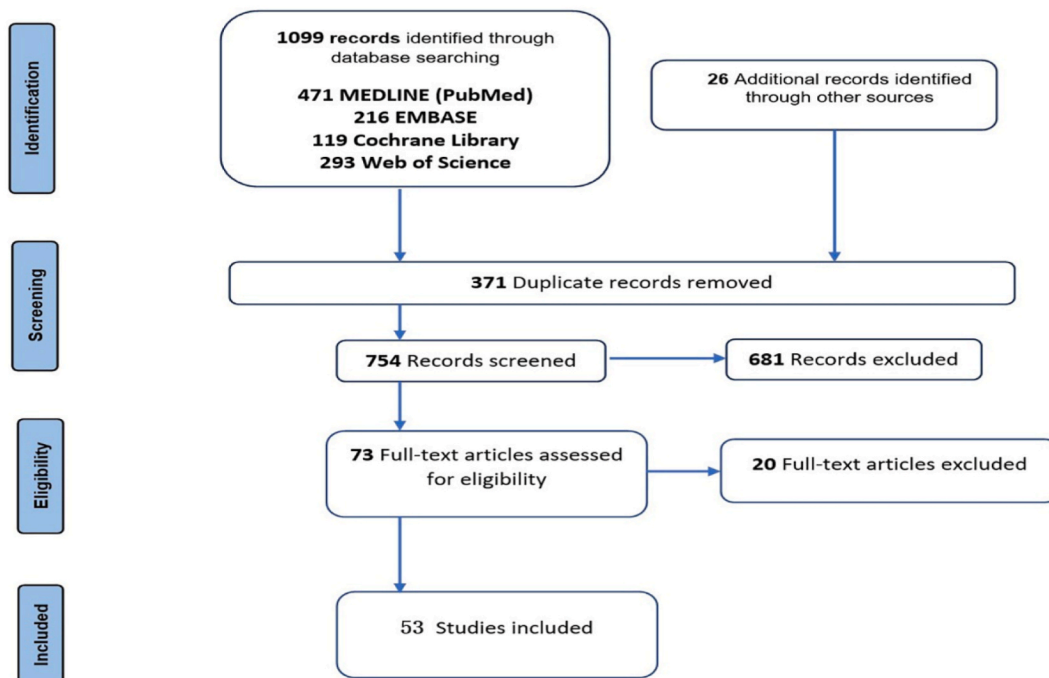 Identification
1099 records identified through
database searching
471 MEDLINE (PubMed)
216 EMBASE
119 Cochrane Library
293 Web of Science
26 Additional records identified
through other sources
Screening
371 Duplicate records removed
754 Records screened
681 Records excluded
Eligibility
73 Full-text articles assessed
for eligibility
20 Full-text articles excluded
Included
53 Studies included